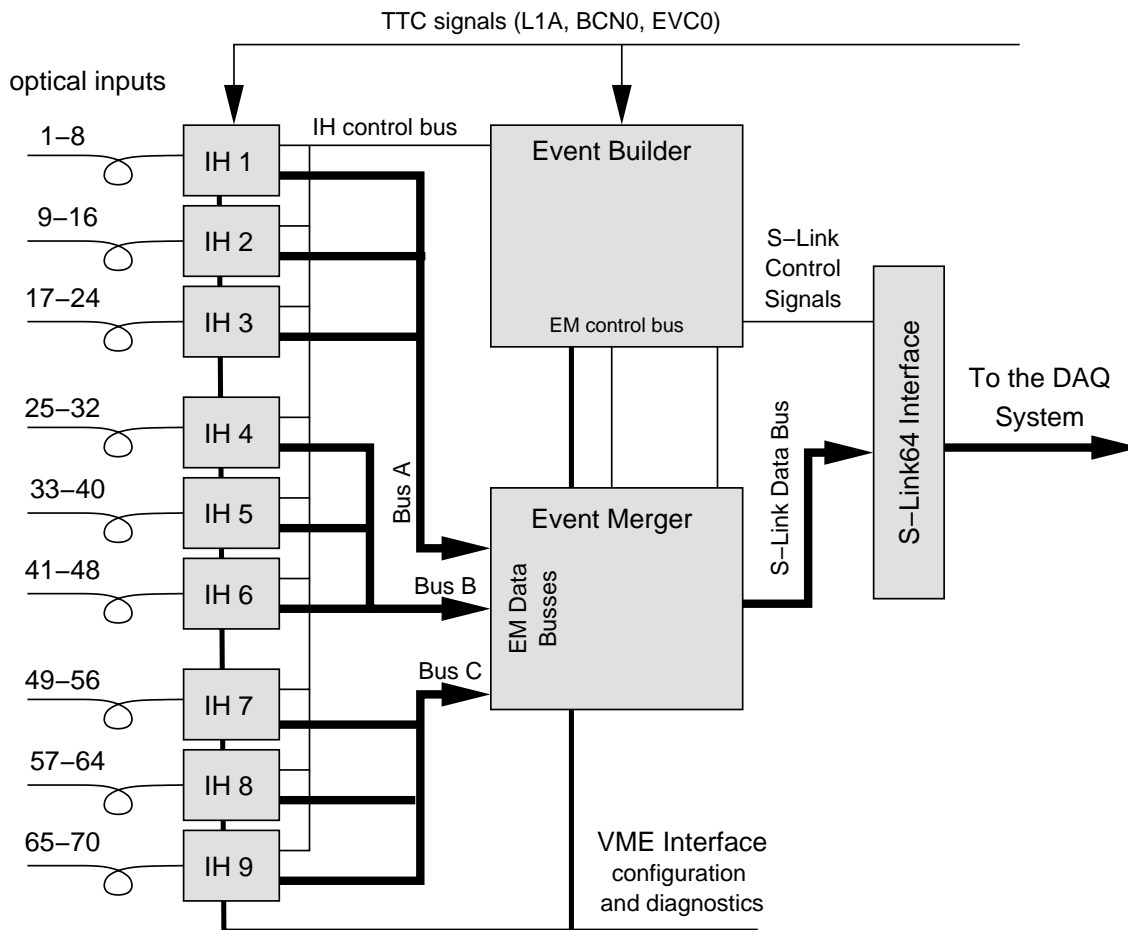 TTC signals (L1A, BCN0, EVC0)
optical inputs
1−8
IH 1
IH control bus
Event Builder
9−16
IH 2
S−Link
Control
Signals
17−24
IH 3
EM control bus
25−32
IH 4
33−40
IH 5
41−48
IH 6
Bus A
Bus B
Bus C
Event Merger
EM Data
Busses
S−Link Data Bus
S−Link64 Interface
To the DAQ
System
49−56
IH 7
57−64
IH 8
65−70
IH 9
VME Interface
configuration
and diagnostics